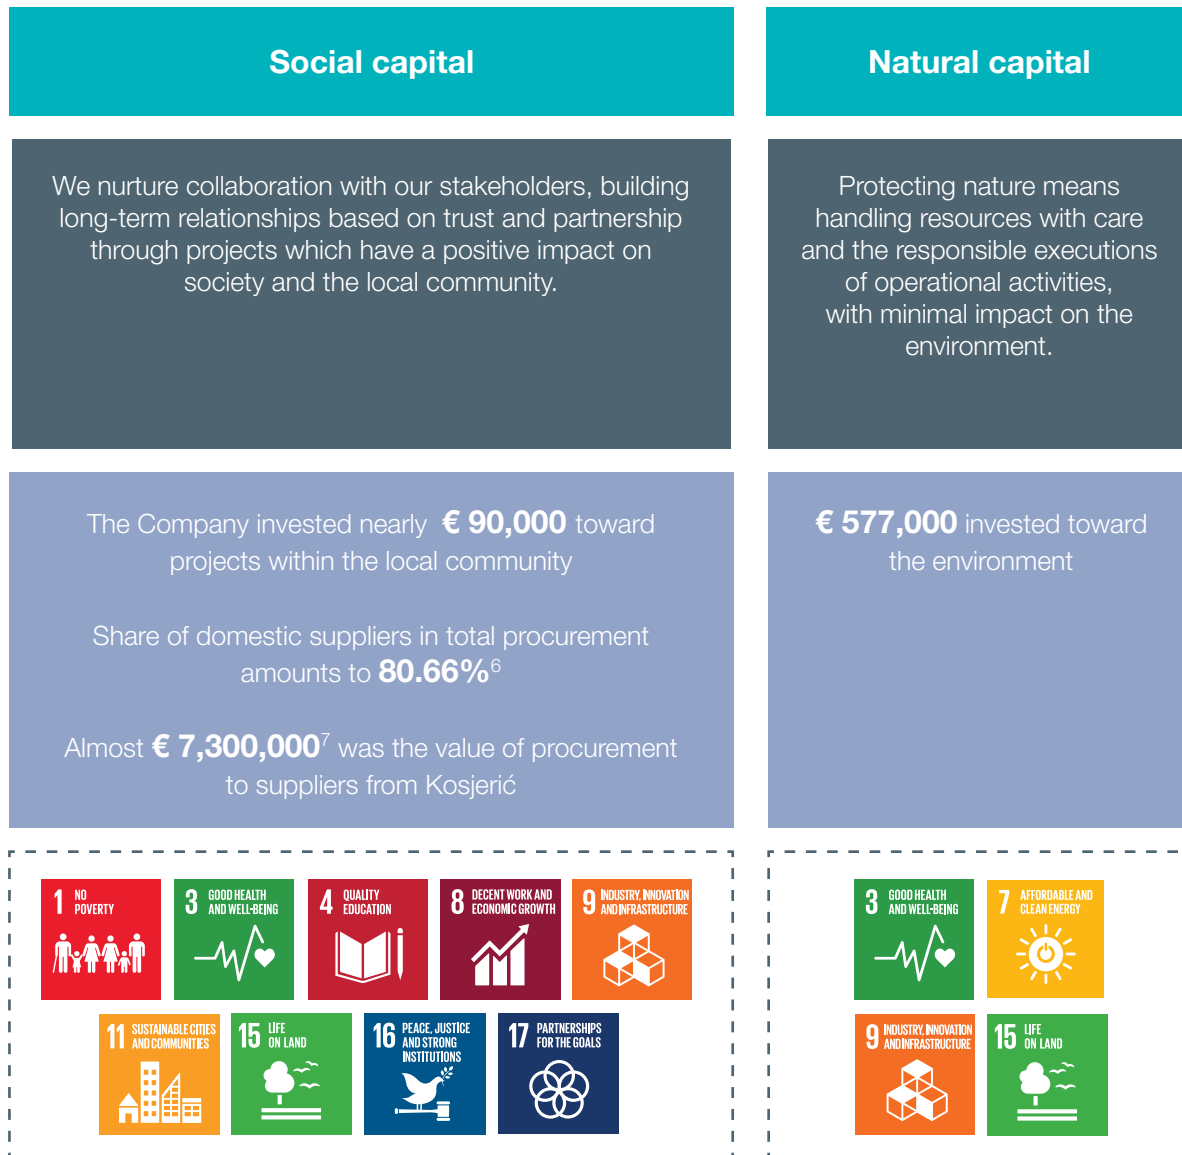 Social capital
We nurture collaboration with our stakeholders, building
long-term relationships based on trust and partnership
through projects which have a positive impact on
society and the local community.
The Company invested nearly € 90,000 toward
projects within the local community
Share of domestic suppliers in total procurement
amounts to 80.66%6
Almost € 7,300,0007 was the value of procurement
to suppliers from Kosjerić
1 NO
POVERTY
3 GOOD HEALTH
AND WELL-BEING
4 QUALITY
EDUCATION
8 DECENT WORK AND
ECONOMIC GROWTH
9 INDUSTRY, INNOVATION
AND INFRASTRUCTURE
11 SUSTAINABLE CITIES
AND COMMUNITIES
15 LIFE
ON LAND
16 PEACE, JUSTICE
AND STRONG
INSTITUTIONS
17 PARTNERSHIPS
FOR THE GOALS
Natural capital
Protecting nature means
handling resources with care
and the responsible executions
of operational activities,
with minimal impact on the
environment.
€ 577,000 invested toward
the environment
3 GOOD HEALTH
AND WELL-BEING
7 AFFORDABLE AND
CLEAN ENERGY
9 INDUSTRY, INNOVATION
AND INFRASTRUCTURE
15 LIFE
ON LAND